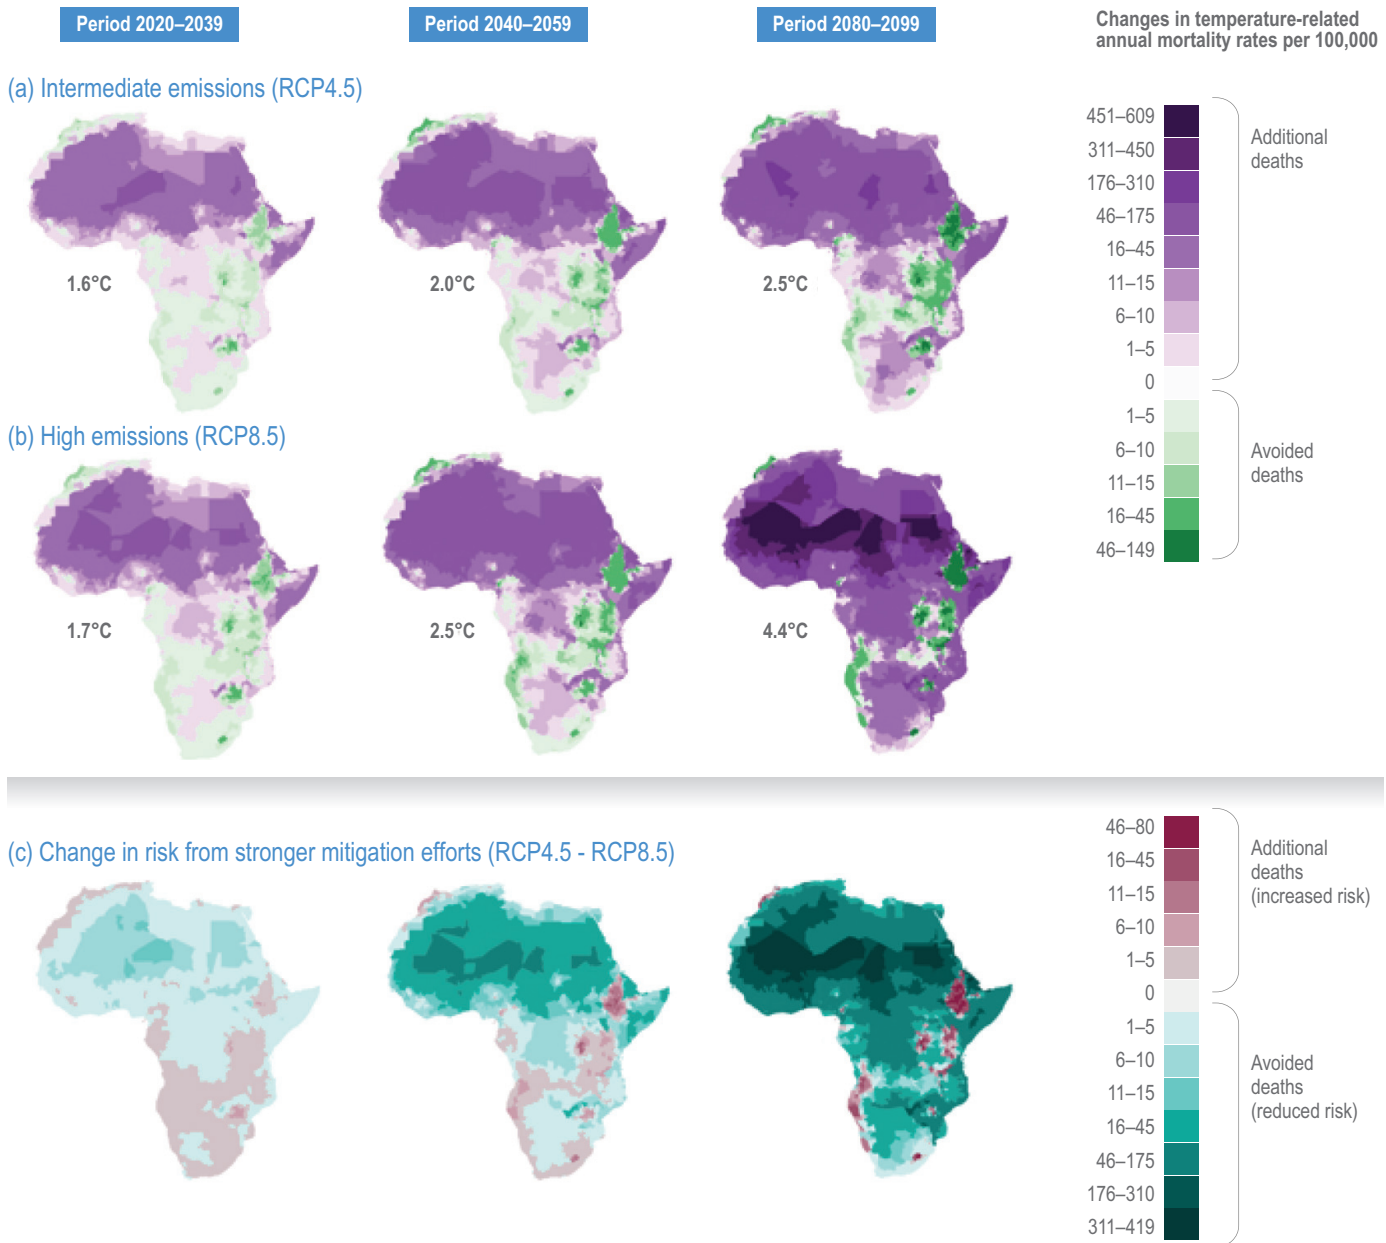 Period 2020–2039
Period 2040–2059
Period 2080–2099
Changes in temperature-related
annual mortality rates per 100,000
(a) Intermediate emissions (RCP4.5)
1.6°C
2.0°C
2.5°C
451–609
311–450
176–310
46–175
16–45
11–15
6–10
1–5
0
1–5
6–10
11–15
16–45
46–149
Additional
deaths
Avoided
deaths
(b) High emissions (RCP8.5)
1.7°C
2.5°C
4.4°C
(c) Change in risk from stronger mitigation efforts (RCP4.5 - RCP8.5)
46–80
16–45
11–15
6–10
1–5
0
1–5
6–10
11–15
16–45
46–175
176–310
311–419
Additional
deaths
(increased risk)
Avoided
deaths
(reduced risk)